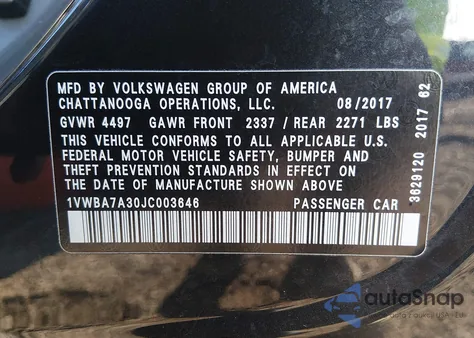 MFD BY VOLKSWAGEN GROUP OF AMERICA
CHATTANOOGA OPERATIONS, LLC. 08/2017
GVWR 4497 GAWR FRONT 2337 / REAR 2271 LBS
THIS VEHICLE CONFORMS TO ALL APPLICABLE U.S.
FEDERAL MOTOR VEHICLE SAFETY, BUMPER AND
THEFT PREVENTION STANDARDS IN EFFECT ON
THE DATE OF MANUFACTURE SHOWN ABOVE
1VWBA7A30JC003646 PASSENGER CAR
3629120 2017 62
autoSnap